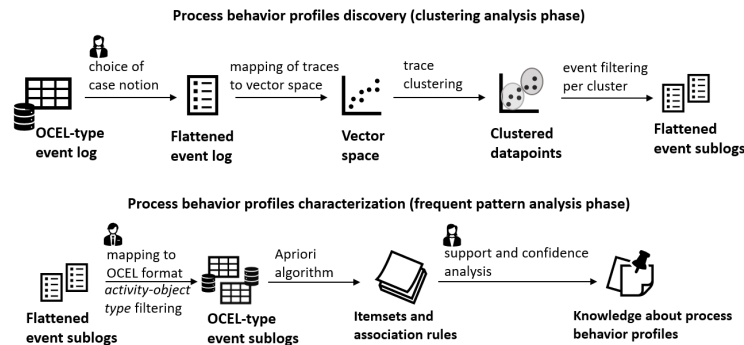 Process behavior profiles discovery (clustering analysis phase)
choice of
case notion
mapping of traces
to vector space
trace
clustering
event filtering
per cluster
OCEL-type
event log
Flattened
event log
Vector
space
Clustered
datapoints
Flattened
event sublogs
Process behavior profiles characterization (frequent pattern analysis phase)
mapping to
OCEL format
activity-object
type filtering
Apriori
algorithm
support and confidence
analysis
Flattened
event sublogs
OCEL-type
event sublogs
Itemsets and
association rules
Knowledge about process
behavior profiles